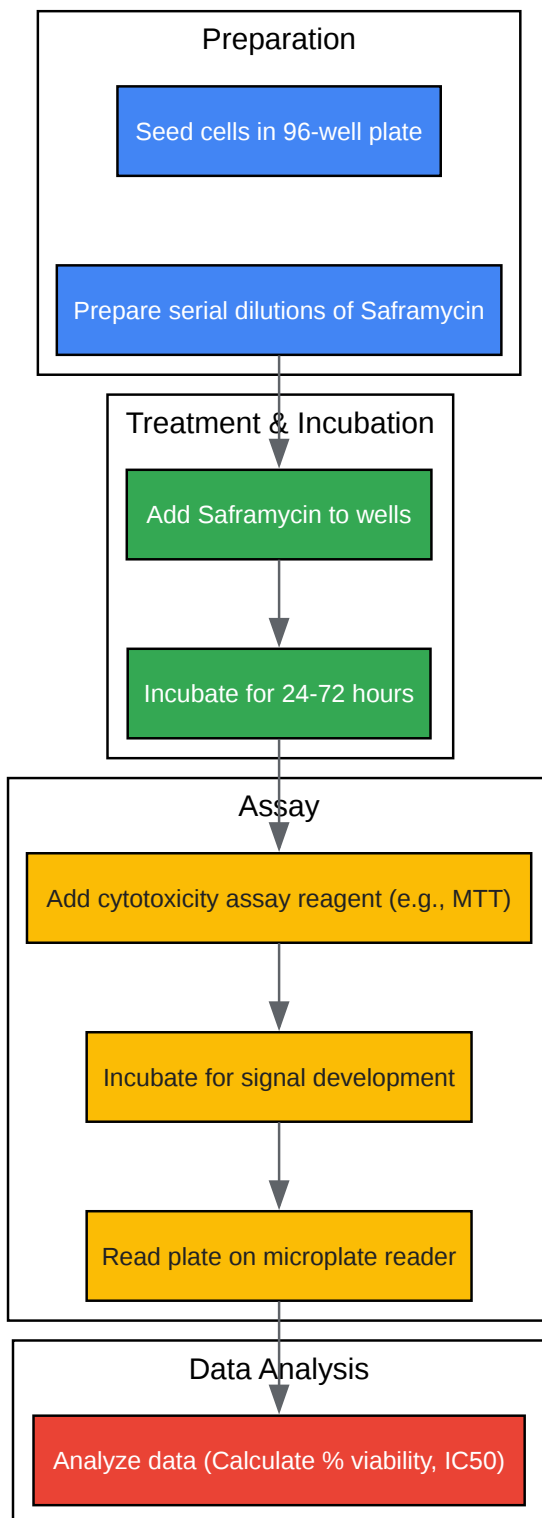 Preparation
Seed cells in 96-well plate
Prepare serial dilutions of Saframycin
Treatment & Incubation
Add Saframycin to wells
Incubate for 24-72 hours
Assay
Add cytotoxicity assay reagent (e.g., MTT)
Incubate for signal development
Read plate on microplate reader
Data Analysis
Analyze data (Calculate % viability, IC50)